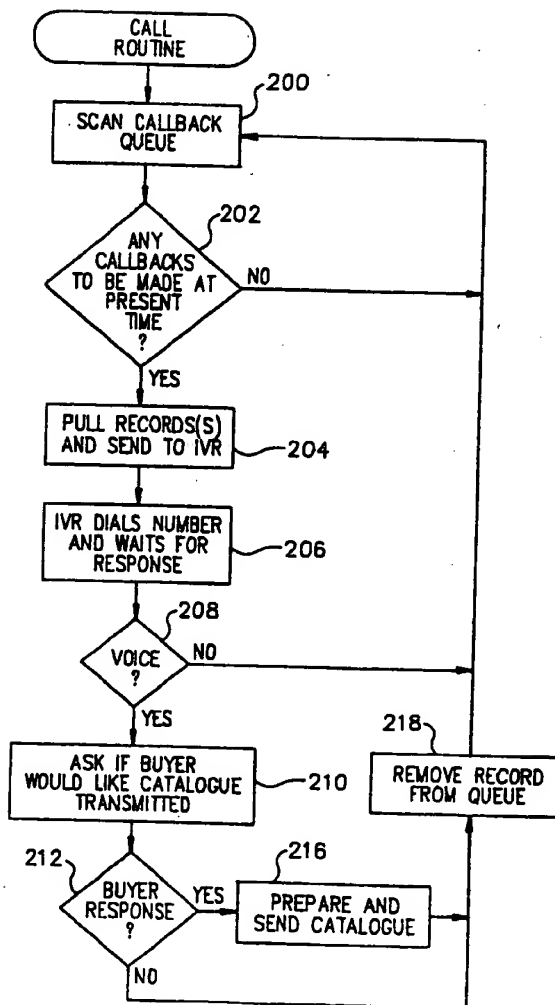 CALL
ROUTINE
200
SCAN CALLBACK
QUEUE
202
ANY
CALLBACKS
TO BE MADE AT
PRESENT
TIME
?
NO
YES
PULL RECORDS(S)
AND SEND TO IVR
204
IVR DIALS NUMBER
AND WAITS FOR
RESPONSE
206
208
VOICE
?
NO
YES
ASK IF BUYER
WOULD LIKE CATALOGUE
TRANSMITTED
210
218
REMOVE RECORD
FROM QUEUE
212
BUYER
RESPONSE
?
YES
216
PREPARE AND
SEND CATALOGUE
NO